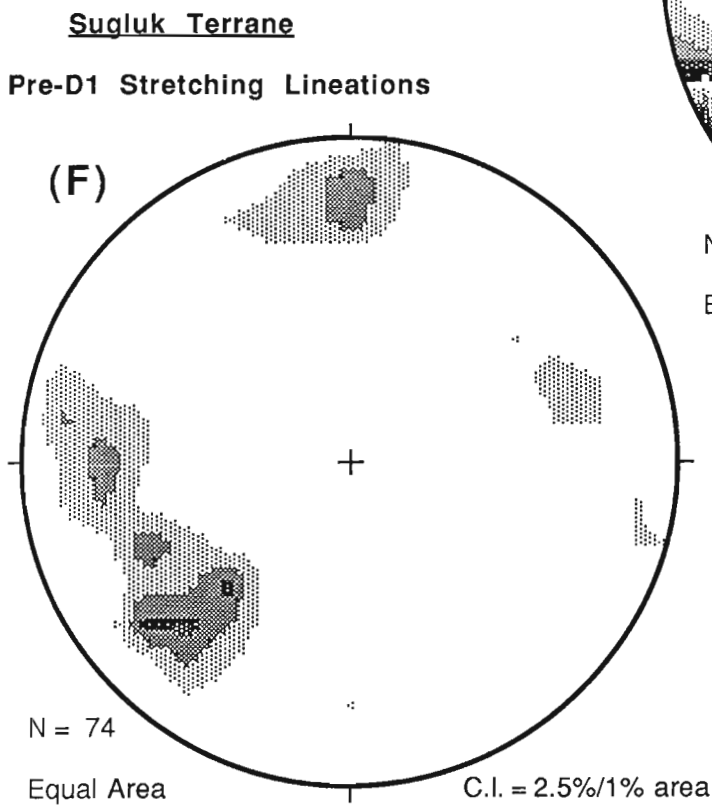 Sugluk Terrane
Pre-D1 Stretching Lineations
(F)
N = 74
Equal Area
C.I. = 2.5%/1% area